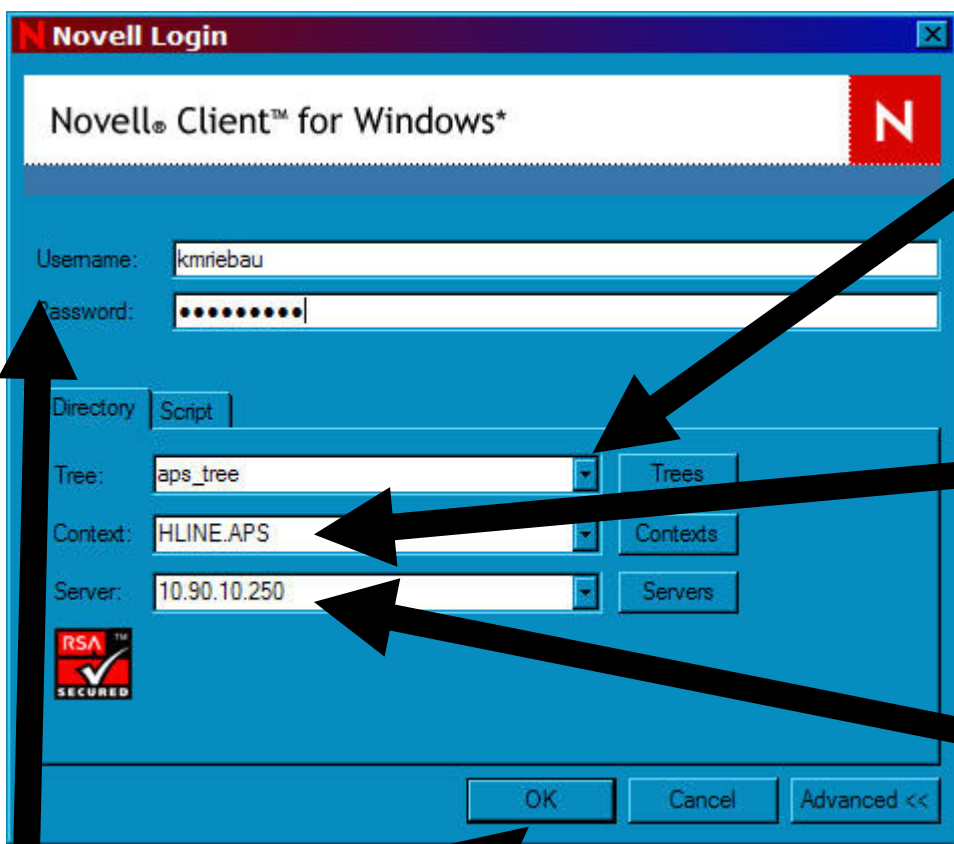 N Novell Login
Novell® Client™ for Windows*
N
Username: kmriebau
Password: •••••••••
Directory Script
Tree: aps_tree Trees
Context: HLINE.APS Contexts
Server: 10.90.10.250 Servers
RSA ™
SECURED
OK Cancel Advanced <<